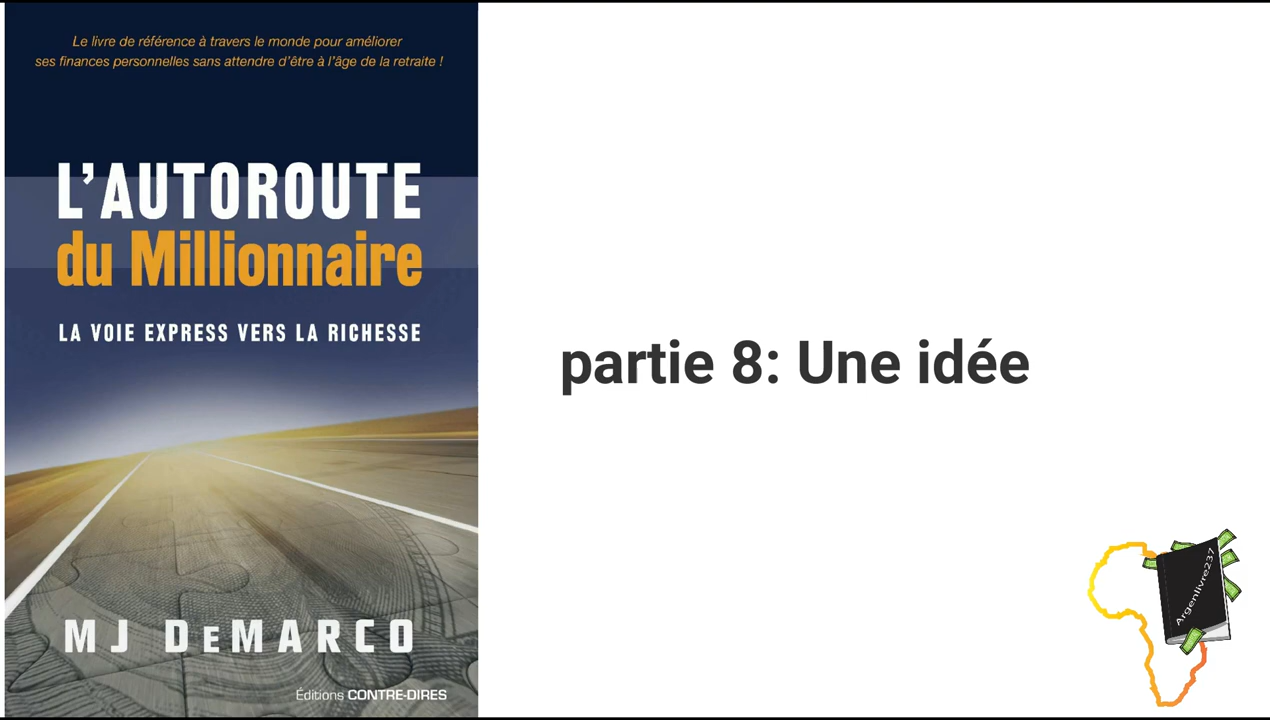 Le livre de référence à travers le monde pour améliorer
ses finances personnelles sans attendre d'être à l'âge de la retraite !
L'AUTOROUTE
du Millionnaire
LA VOIE EXPRESS VERS LA RICHESSE
MJ DEMARCO
Éditions CONTRE-DIRES
partie 8: Une idée
Argenlivre237